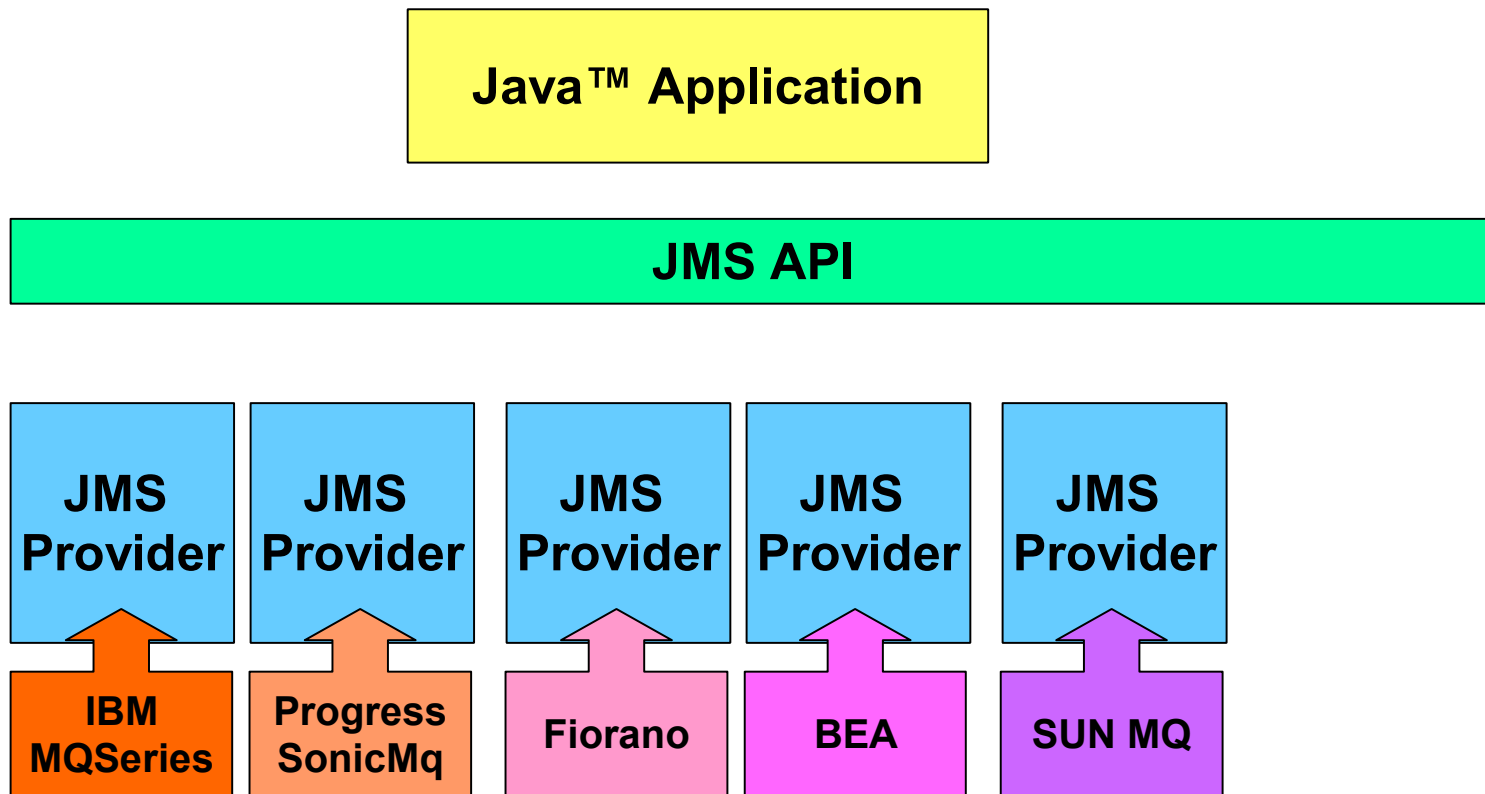 Java™ Application
JMS API
JMS
Provider
JMS
Provider
JMS
Provider
JMS
Provider
JMS
Provider
IBM
MQSeries
Progress
SonicMq
Fiorano
BEA
SUN MQ